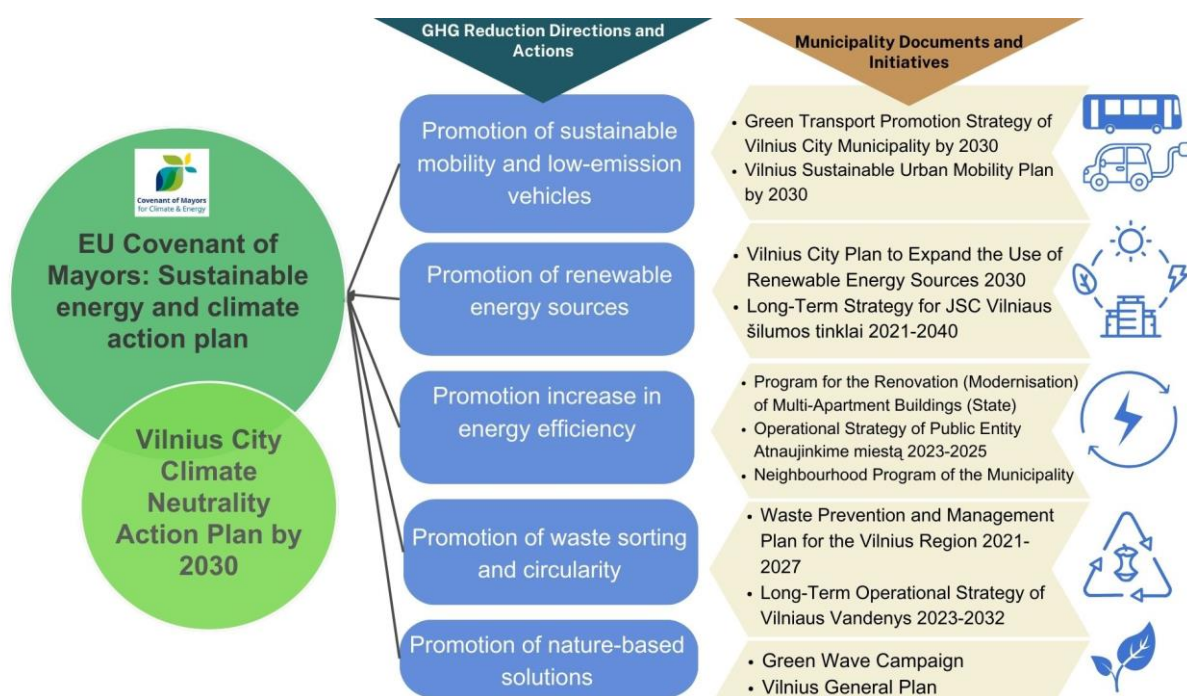 GHG Reduction Directions and
Actions
Municipality Documents and
Initiatives
Covenant of Mayors
for Climate & Energy
EU Covenant of
Mayors: Sustainable
energy and climate
action plan
Vilnius City
Climate
Neutrality
Action Plan by
2030
Promotion of sustainable
mobility and low-emission
vehicles
• Green Transport Promotion Strategy of
Vilnius City Municipality by 2030
• Vilnius Sustainable Urban Mobility Plan
by 2030
Promotion of renewable
energy sources
• Vilnius City Plan to Expand the Use of
Renewable Energy Sources 2030
• Long-Term Strategy for JSC Vilniaus
šilumos tinklai 2021-2040
Promotion increase in
energy efficiency
• Program for the Renovation (Modernisation)
of Multi-Apartment Buildings (State)
• Operational Strategy of Public Entity
Atnaujinkime miestą 2023-2025
• Neighbourhood Program of the Municipality
Promotion of waste sorting
and circularity
• Waste Prevention and Management
Plan for the Vilnius Region 2021-
2027
• Long-Term Operational Strategy of
Vilniaus Vandenys 2023-2032
Promotion of nature-based
solutions
• Green Wave Campaign
• Vilnius General Plan